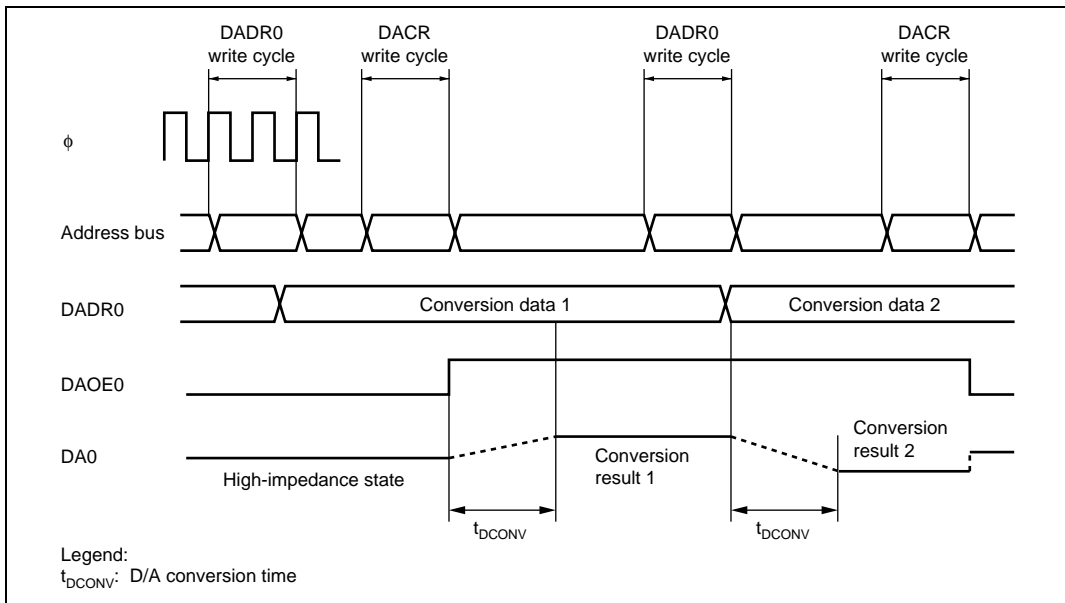 DADR0
write cycle
DACR
write cycle
DADR0
write cycle
DACR
write cycle
φ
Address bus
DADR0
Conversion data 1
Conversion data 2
DAOE0
DA0
High-impedance state
Conversion
result 1
Conversion
result 2
tDCONV
tDCONV
Legend:
tDCONV: D/A conversion time